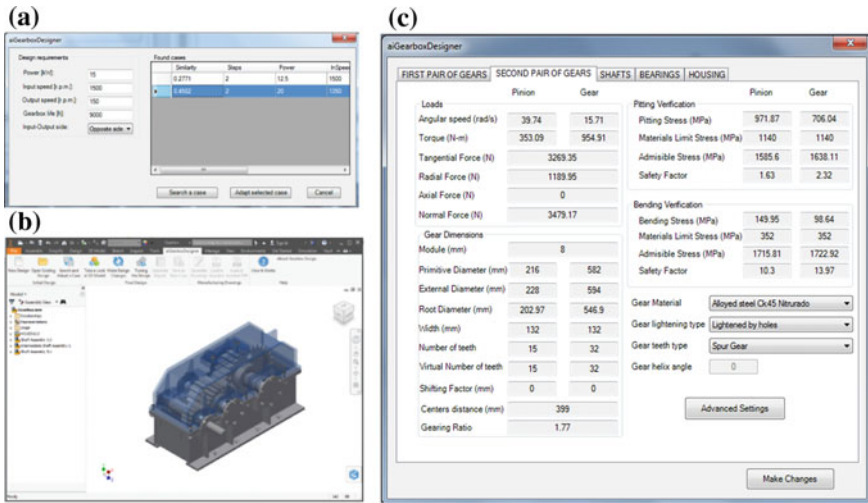 (a)
aiGearboxDesigner
Design requirements
Power [kW]: 15
Input speed [r.p.m.]: 1500
Output speed [r.p.m.]: 150
Gearbox life [h]: 9000
Input-Output side: Opposite side
Found cases
Similarity Steps Power In.Speed
0.2771 2 12.5 1500
2 20
Search a case Adapt selected case Cancel
(b)
Ready
(c)
aiGearboxDesigner
FIRST PAIR OF GEARS SECOND PAIR OF GEARS SHAFTS BEARINGS HOUSING
Pinion Gear
Loads
Angular speed (rad/s) 39.74 15.71
Torque (N-m) 353.09 954.91
Tangential Force (N) 3269.35
Radial Force (N) 1189.95
Axial Force (N) 0
Normal Force (N) 3479.17
Gear Dimensions
Module (mm) 8
Primitive Diameter (mm) 216 582
External Diameter (mm) 228 594
Root Diameter (mm) 202.97 546.9
Width (mm) 132 132
Number of teeth 15 32
Virtual Number of teeth 15 32
Shifting Factor (mm) 0 0
Centers distance (mm) 399
Gearing Ratio 1.77
Pinion Gear
Pitting Verification
Pitting Stress (MPa) 971.87 706.04
Materials Limit Stress (MPa) 1140 1140
Admisible Stress (MPa) 1585.6 1638.11
Safety Factor 1.63 2.32
Bending Verification
Bending Stress (MPa) 149.95 98.64
Materials Limit Stress (MPa) 352 352
Admisible Stress (MPa) 1715.81 1722.92
Safety Factor 10.3 13.97
Gear Material Alloyed steel Ck45 Nitrurado
Gear lightening type Lightened by holes
Gear teeth type Spur Gear
Gear helix angle 0
Advanced Settings
Make Changes